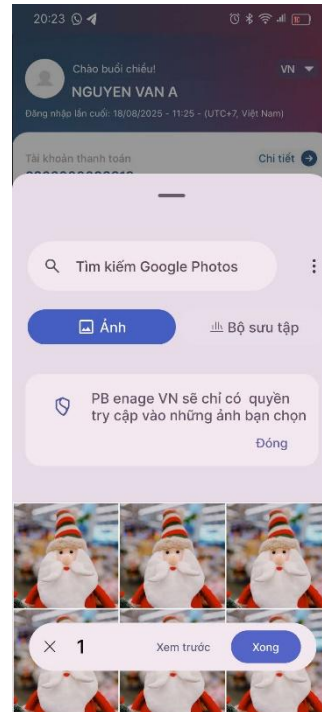 20:23
Chào buổi chiều!
VN
NGUYEN VAN A
Đăng nhập lần cuối: 18/08/2025 - 11:25 - (UTC+7, Việt Nam)
Tài khoản thanh toán
Chi tiết
Tìm kiếm Google Photos
Ảnh
Bộ sưu tập
PB enage VN sẽ chỉ có quyền
try cập vào những ảnh bạn chọn
Đóng
1
Xem trước
Xong